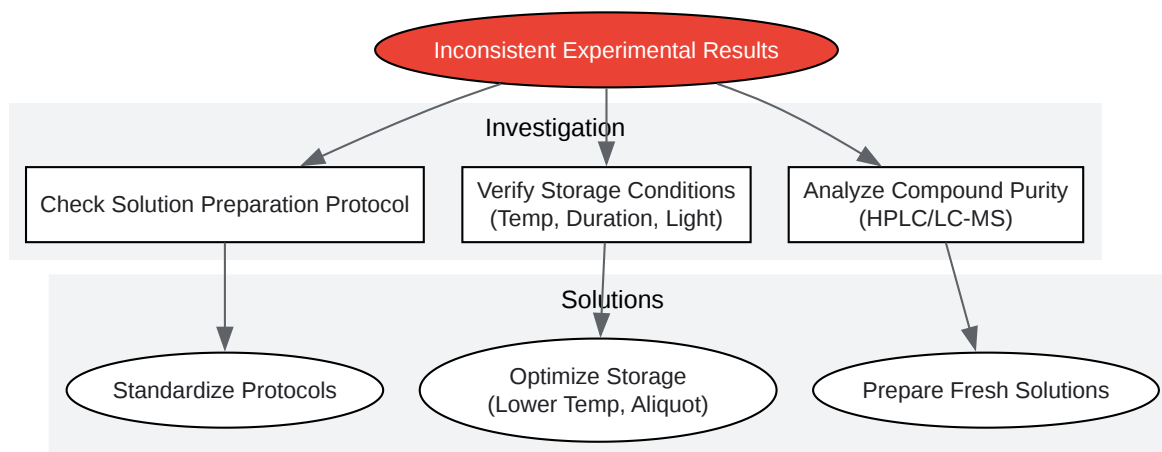 Inconsistent Experimental Results
Investigation
Check Solution Preparation Protocol
Verify Storage Conditions
(Temp, Duration, Light)
Analyze Compound Purity
(HPLC/LC-MS)
Solutions
Standardize Protocols
Optimize Storage
(Lower Temp, Aliquot)
Prepare Fresh Solutions